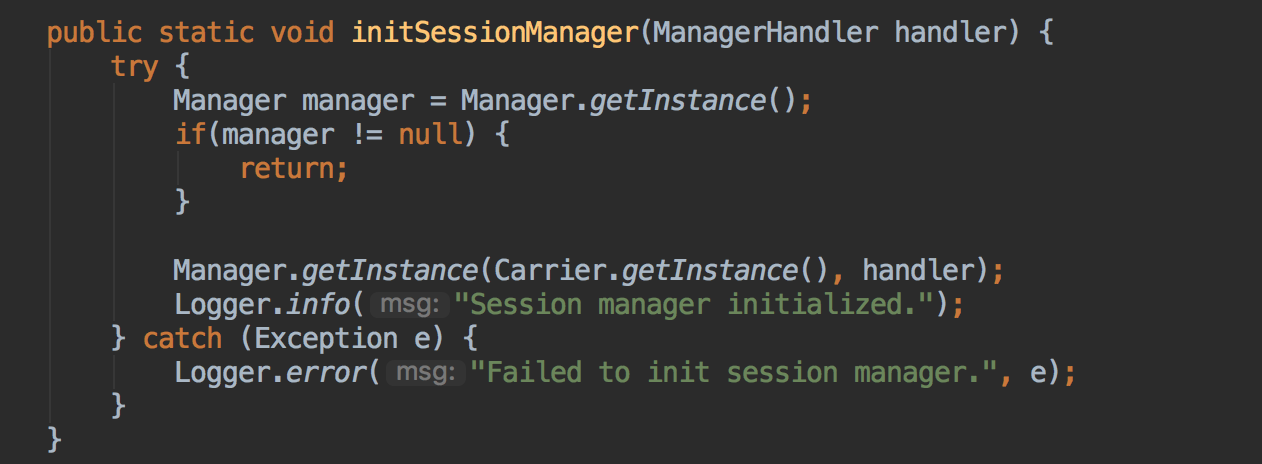 public static void initSessionManager(ManagerHandler handler) {
    try {
        Manager manager = Manager.getInstance();
        if(manager != null) {
            return;
        }

        Manager.getInstance(Carrier.getInstance(), handler);
        Logger.info( msg: "Session manager initialized.");
    } catch (Exception e) {
        Logger.error( msg: "Failed to init session manager.", e);
    }
}